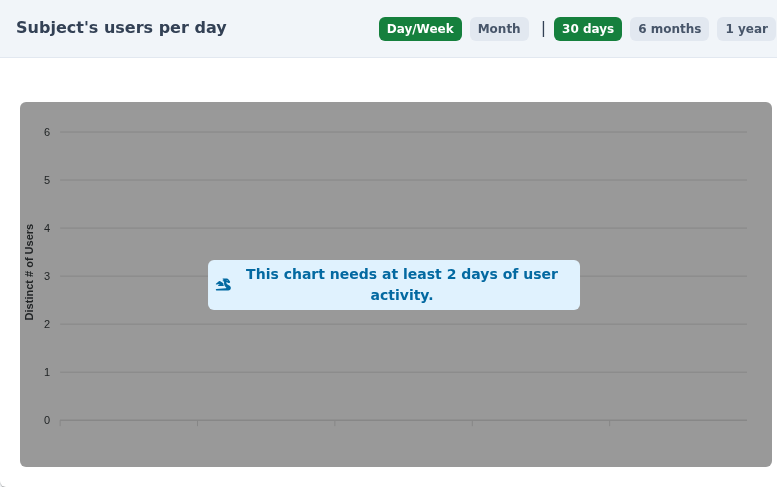 Subject's users per day
Day/Week Month | 30 days 6 months 1 year
6
5
4
3
2
1
0
Distinct # of Users
This chart needs at least 2 days of user
activity.